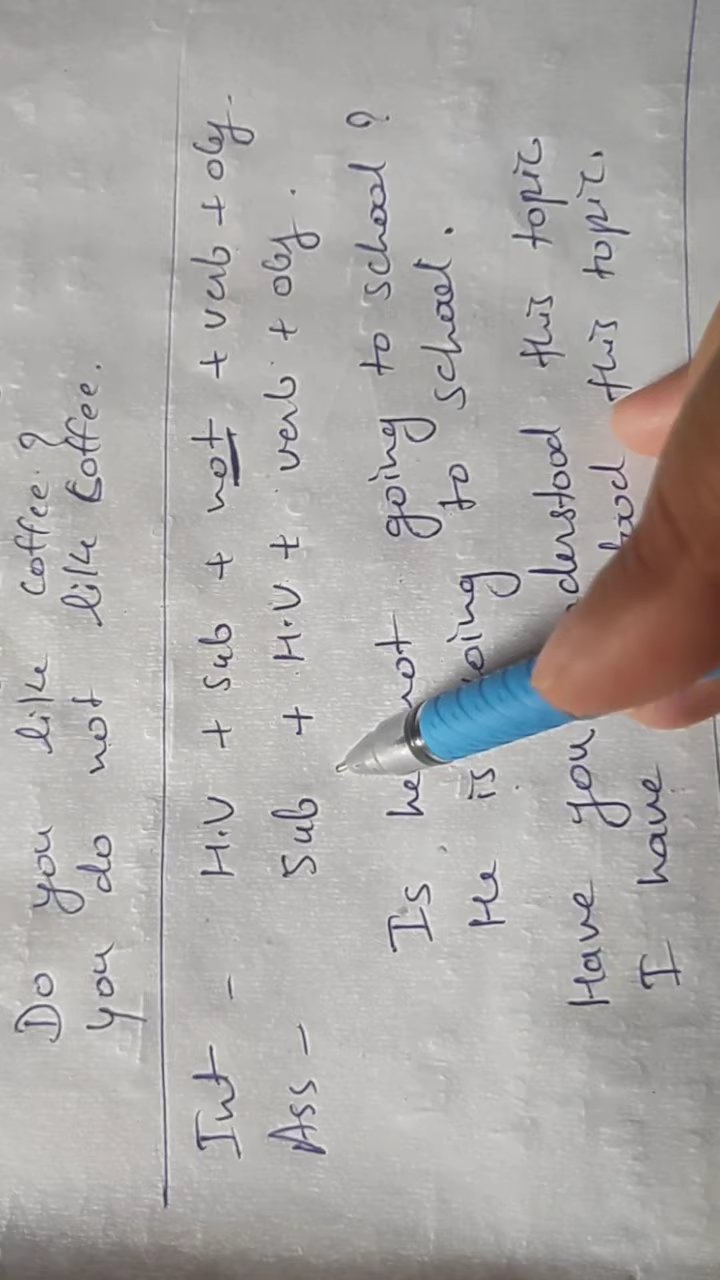 Do you like coffee?
You do not like coffee.
Int - H.V + Sub + not + verb + obj.
Ass - Sub + H.V + verb + obj.
Is he not going to school?
He is going to school.
Have you this topic
I have this topic.